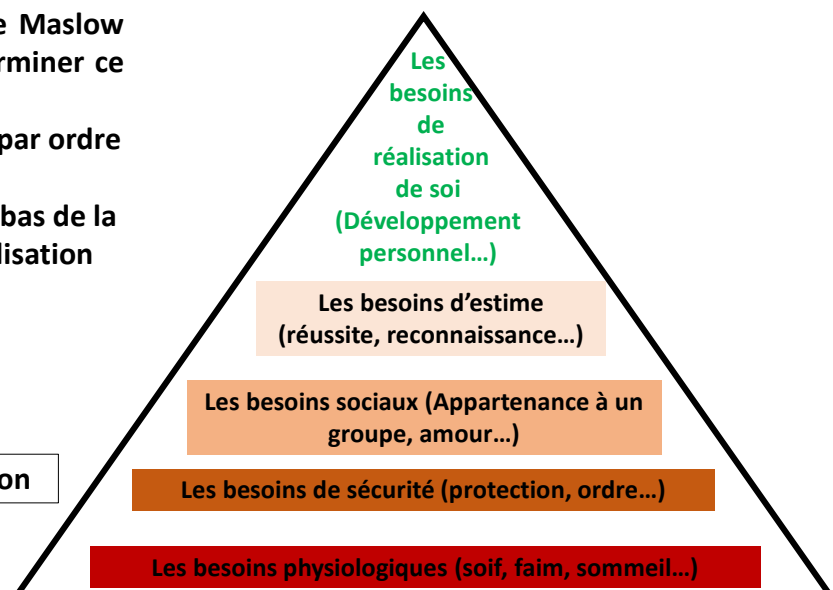 e Maslow
rminer ce
par ordre
bas de la
lisation
on
Les
besoins
de
réalisation
de soi
(Développement
personnel…)
Les besoins d’estime
(réussite, reconnaissance…)
Les besoins sociaux (Appartenance à un
groupe, amour…)
Les besoins de sécurité (protection, ordre…)
Les besoins physiologiques (soif, faim, sommeil…)